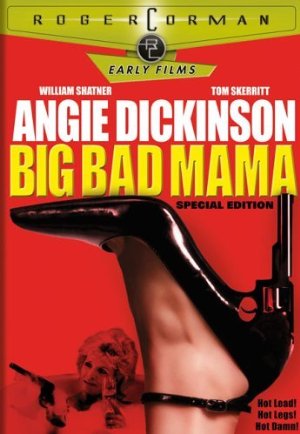 ROGER CORMAN
RC
EARLY FILMS
WILLIAM SHATNER TOM SKERRITT
ANGIE DICKINSON
BIG BAD MAMA
SPECIAL EDITION
Hot Lead!
Hot Legs!
Hot Damn!